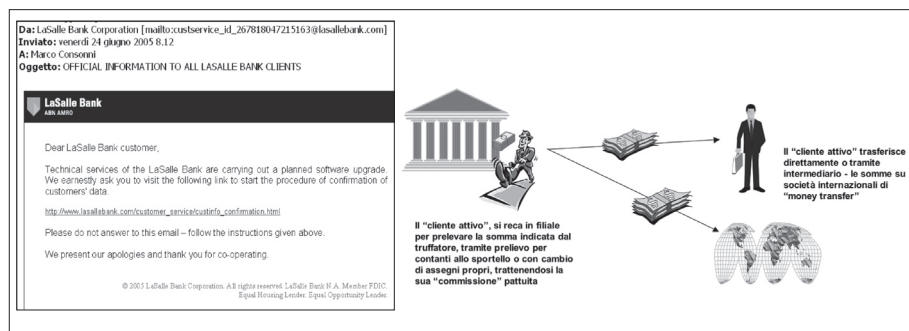 Da: LaSalle Bank Corporation [mailto:custservice_id_267818047215163@lasallebank.com]
Inviato: venerdì 24 giugno 2005 8.12
A: Marco Consonni
Oggetto: OFFICIAL INFORMATION TO ALL LASALLE BANK CLIENTS
LaSalle Bank
ABN AMRO
Dear LaSalle Bank customer,
Technical services of the LaSalle Bank are carrying out a planned software upgrade.
We earnestly ask you to visit the following link to start the procedure of confirmation of
customers' data.
http://www.lasallebank.com/customer_service/custinfo_confirmation.html
Please do not answer to this email – follow the instructions given above.
We present our apologies and thank you for co-operating.
© 2005 LaSalle Bank Corporation. All rights reserved. LaSalle Bank N.A. Member FDIC.
Equal Housing Lender. Equal Opportunity Lender.
Il “cliente attivo”, si reca in filiale
per prelevare la somma indicata dal
truffatore, tramite prelievo per
contanti allo sportello o con cambio
di assegni propri, trattenendosi la
sua “commissione” pattuita
Il “cliente attivo” trasferisce
direttamente o tramite
intermediario - le somme su
società internazionali di
“money transfer”